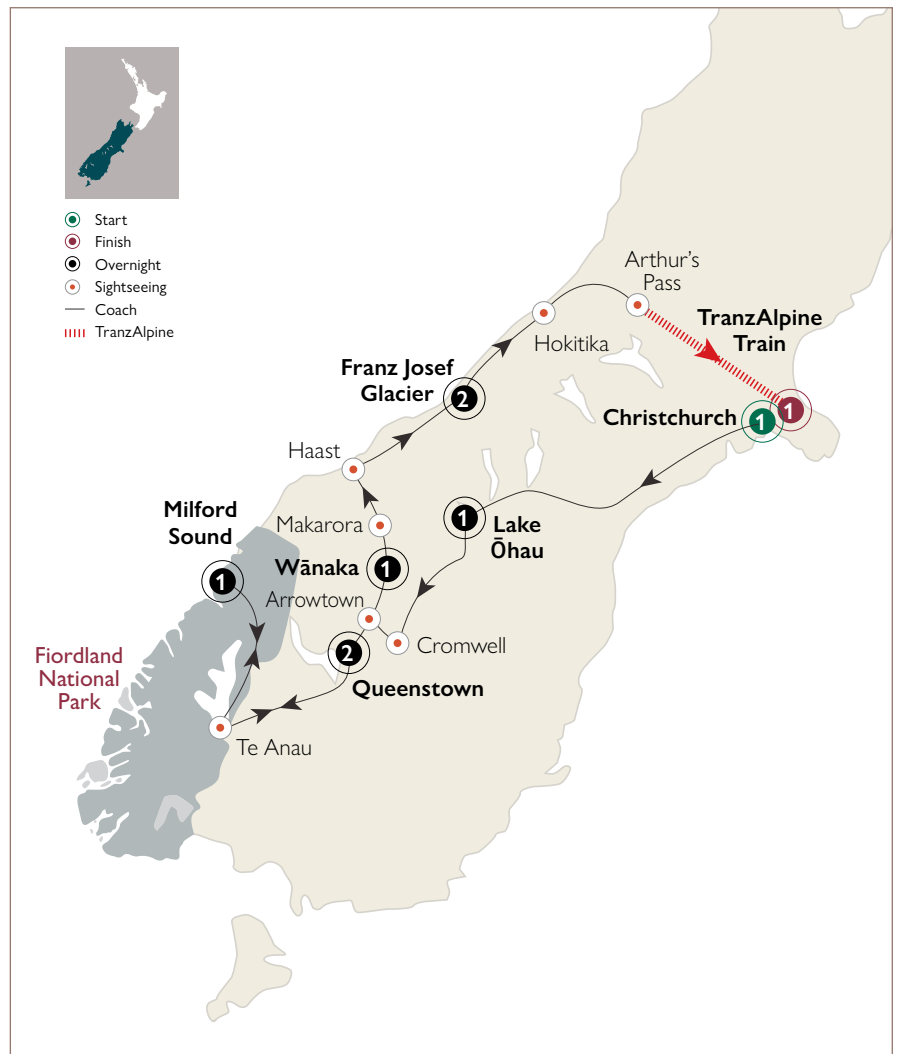 Start
Finish
Overnight
Sightseeing
Coach
TranzAlpine
Arthur's
Pass
TranzAlpine
Train
Hokitika
Franz Josef
Glacier
2
Christchurch
1
1
Haast
Milford
Sound
1
Makarora
1
Lake
Ōhau
Wānaka
1
Arrowtown
Cromwell
2
Queenstown
Fiordland
National
Park
Te Anau